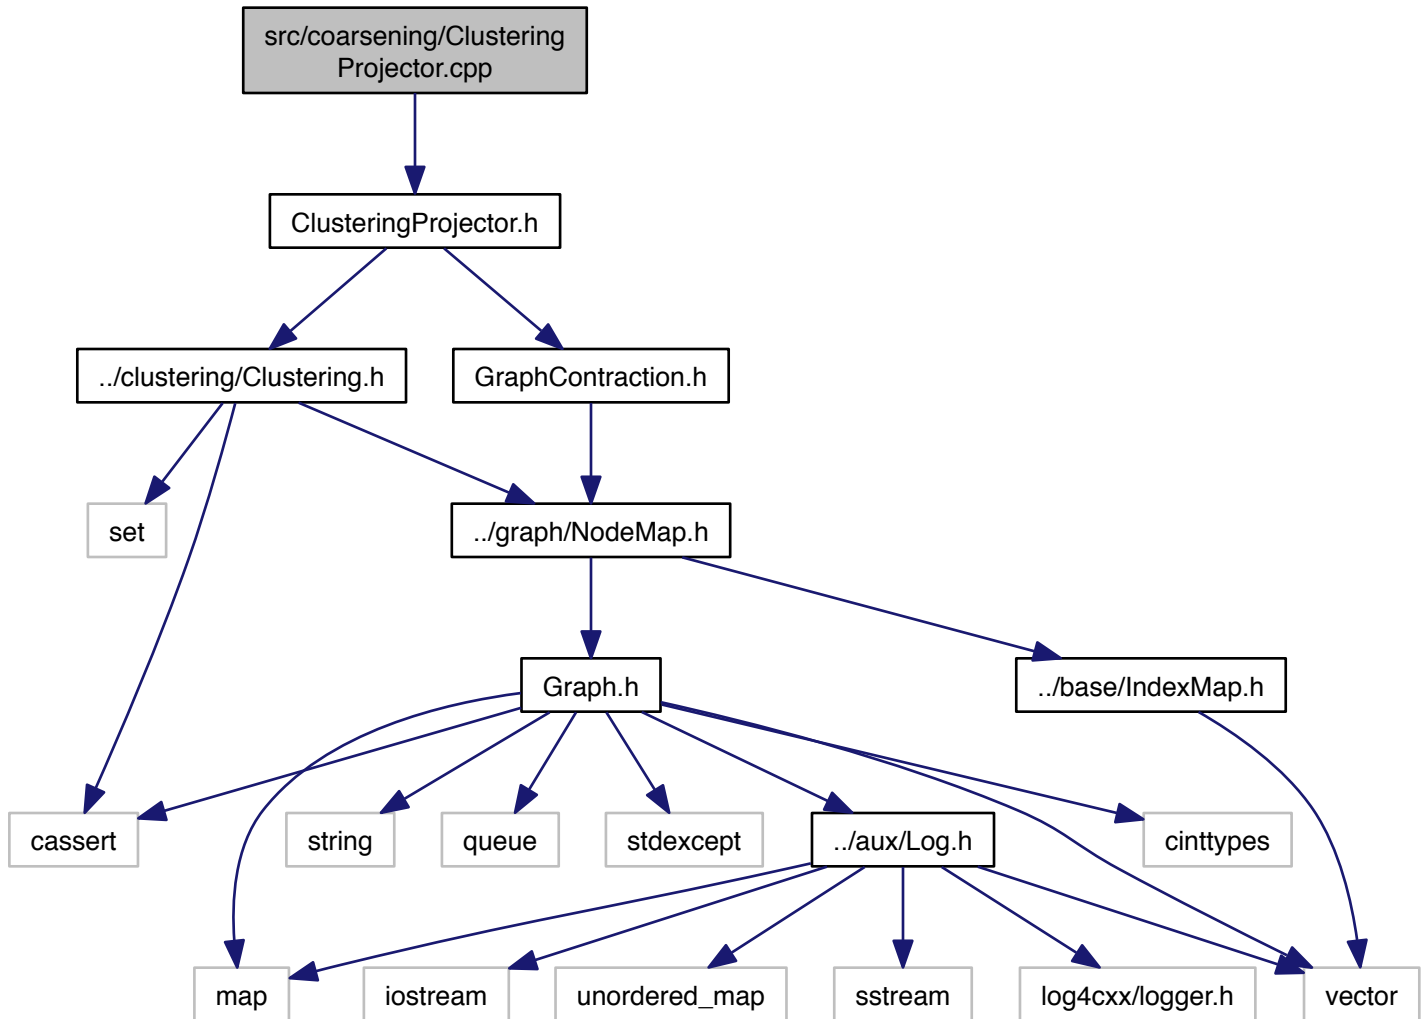 src/coarsening/Clustering
Projector.cpp
ClusteringProjector.h
../clustering/Clustering.h
GraphContraction.h
set
../graph/NodeMap.h
Graph.h
../base/IndexMap.h
cassert
string
queue
stdexcept
../aux/Log.h
cinttypes
map
iostream
unordered_map
sstream
log4cxx/logger.h
vector